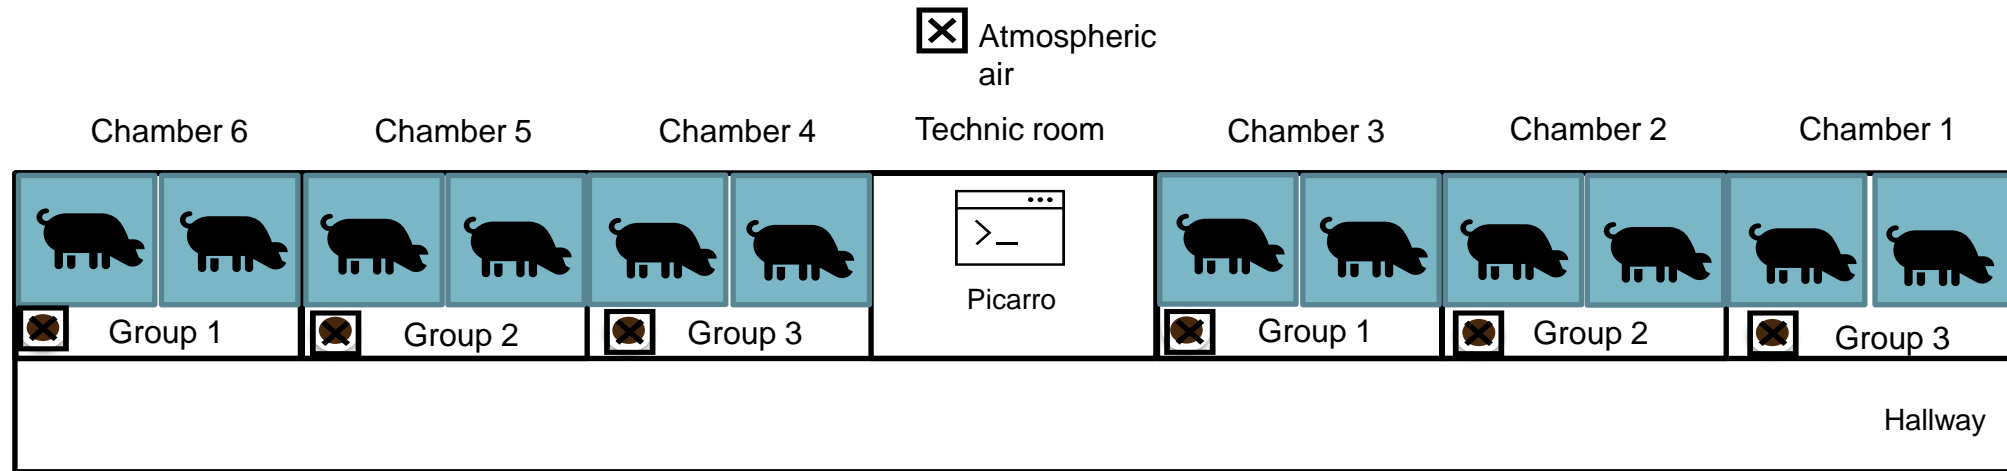 Atmospheric
air
Chamber 6
Chamber 5
Chamber 4
Technic room
Chamber 3
Chamber 2
Chamber 1
>_
Picarro
Group 1
Group 2
Group 3
Group 1
Group 2
Group 3
Hallway